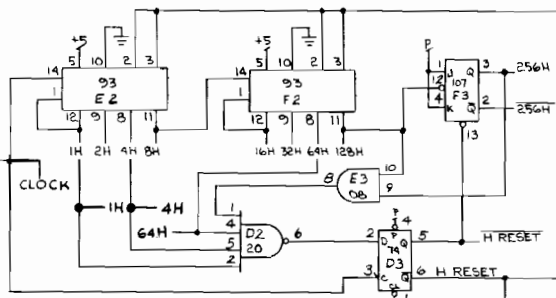 +5 +5
5 10 2 3 5 10 2 3 P
14 93 E2 14 93 F2 1 J Q 3 256H
1 1 12 107 F3
4 K Q̅ 2 256H
12 9 8 11 12 9 8 11 13
1H 2H 4H 8H 16H 32H 64H 128H
8 E3 08 10 9
CLOCK
1H 4H 1 P 4
64H 4 D2 20 6 2 D P Q 5 H RESET
5 74 D3
2 3 C CL Q̅ 6 H RESET
1